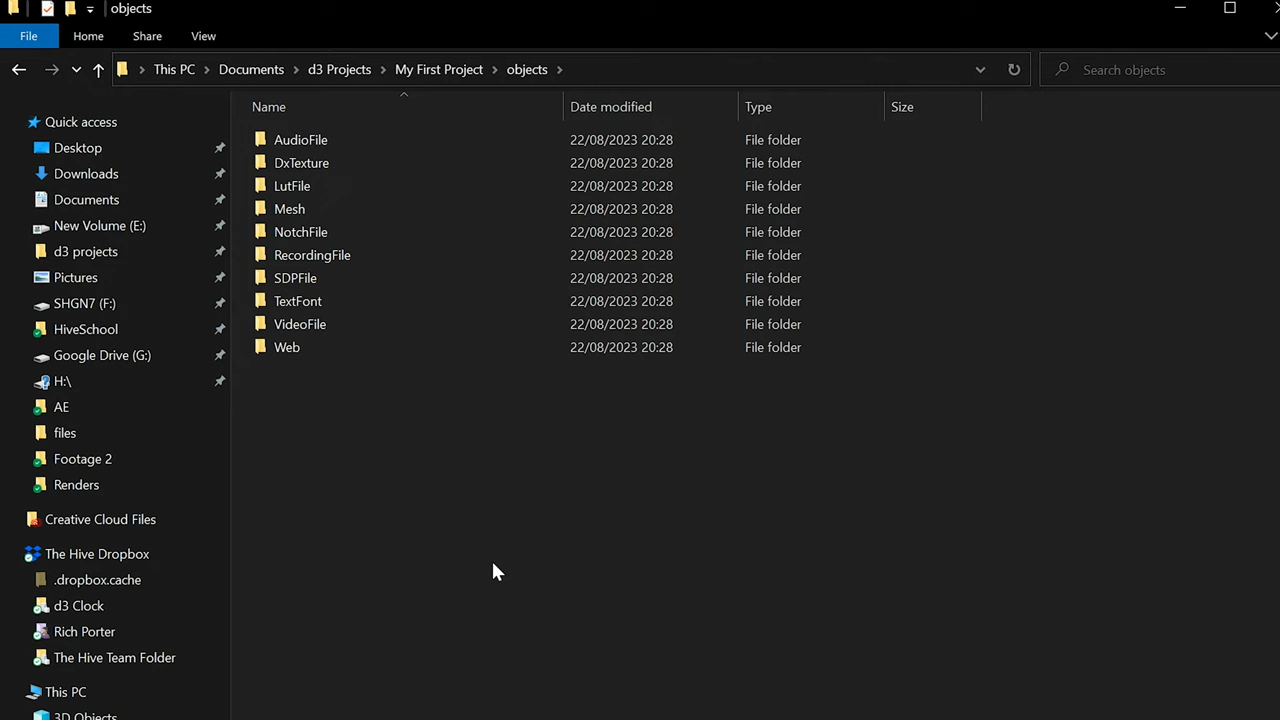 objects
File Home Share View
This PC Documents d3 Projects My First Project objects Search objects
Name Date modified Type Size
Quick access
Desktop
Downloads
Documents
New Volume (E:)
d3 projects
Pictures
SHGN7 (F:)
HiveSchool
Google Drive (G:)
H:\
AE
files
Footage 2
Renders
Creative Cloud Files
The Hive Dropbox
.dropbox.cache
d3 Clock
Rich Porter
The Hive Team Folder
This PC
3D Objects
AudioFile 22/08/2023 20:28 File folder
DxTexture 22/08/2023 20:28 File folder
LutFile 22/08/2023 20:28 File folder
Mesh 22/08/2023 20:28 File folder
NotchFile 22/08/2023 20:28 File folder
RecordingFile 22/08/2023 20:28 File folder
SDPFile 22/08/2023 20:28 File folder
TextFont 22/08/2023 20:28 File folder
VideoFile 22/08/2023 20:28 File folder
Web 22/08/2023 20:28 File folder